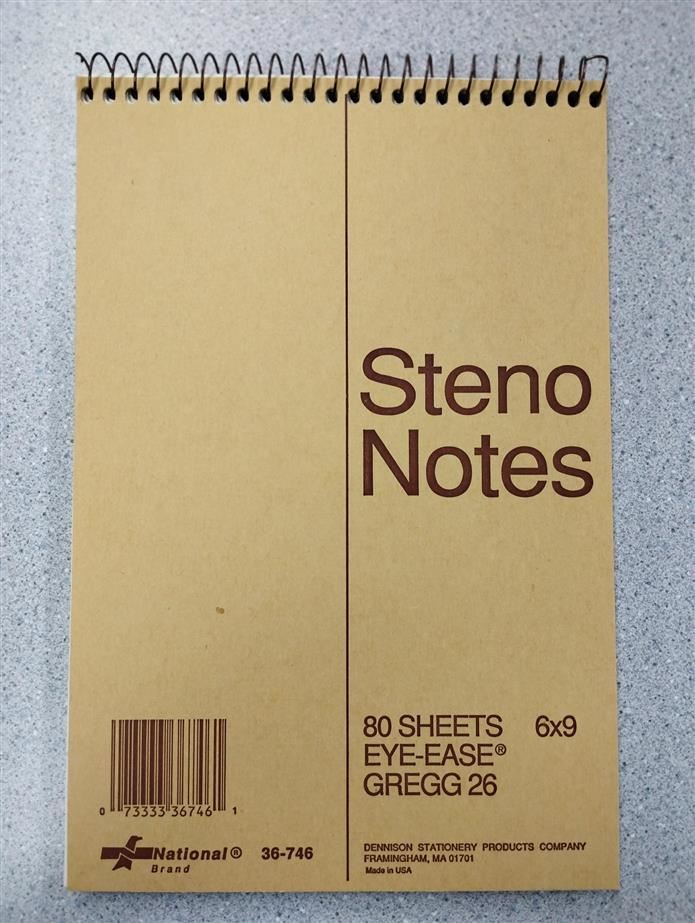 Steno
Notes
80 SHEETS 6x9
EYE-EASE®
GREGG 26
0 73333 36746 1
National® 36-746
Brand
DENNISON STATIONERY PRODUCTS COMPANY
FRAMINGHAM, MA 01701
Made in USA